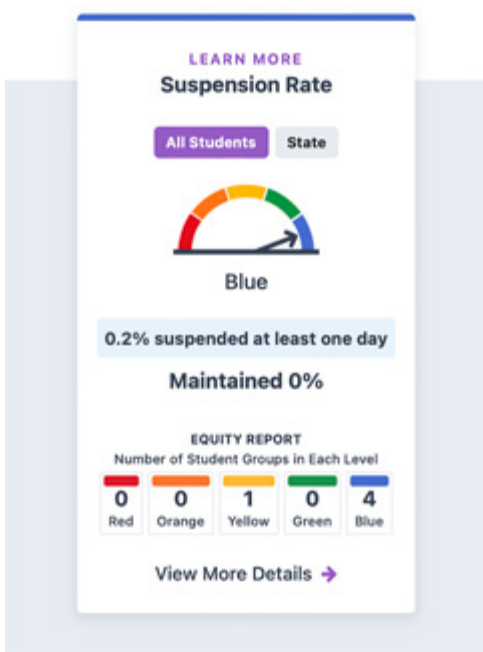 LEARN MORE
Suspension Rate
All Students State
Blue
0.2% suspended at least one day
Maintained 0%
EQUITY REPORT
Number of Student Groups in Each Level
0 0 1 0 4
Red Orange Yellow Green Blue
View More Details →